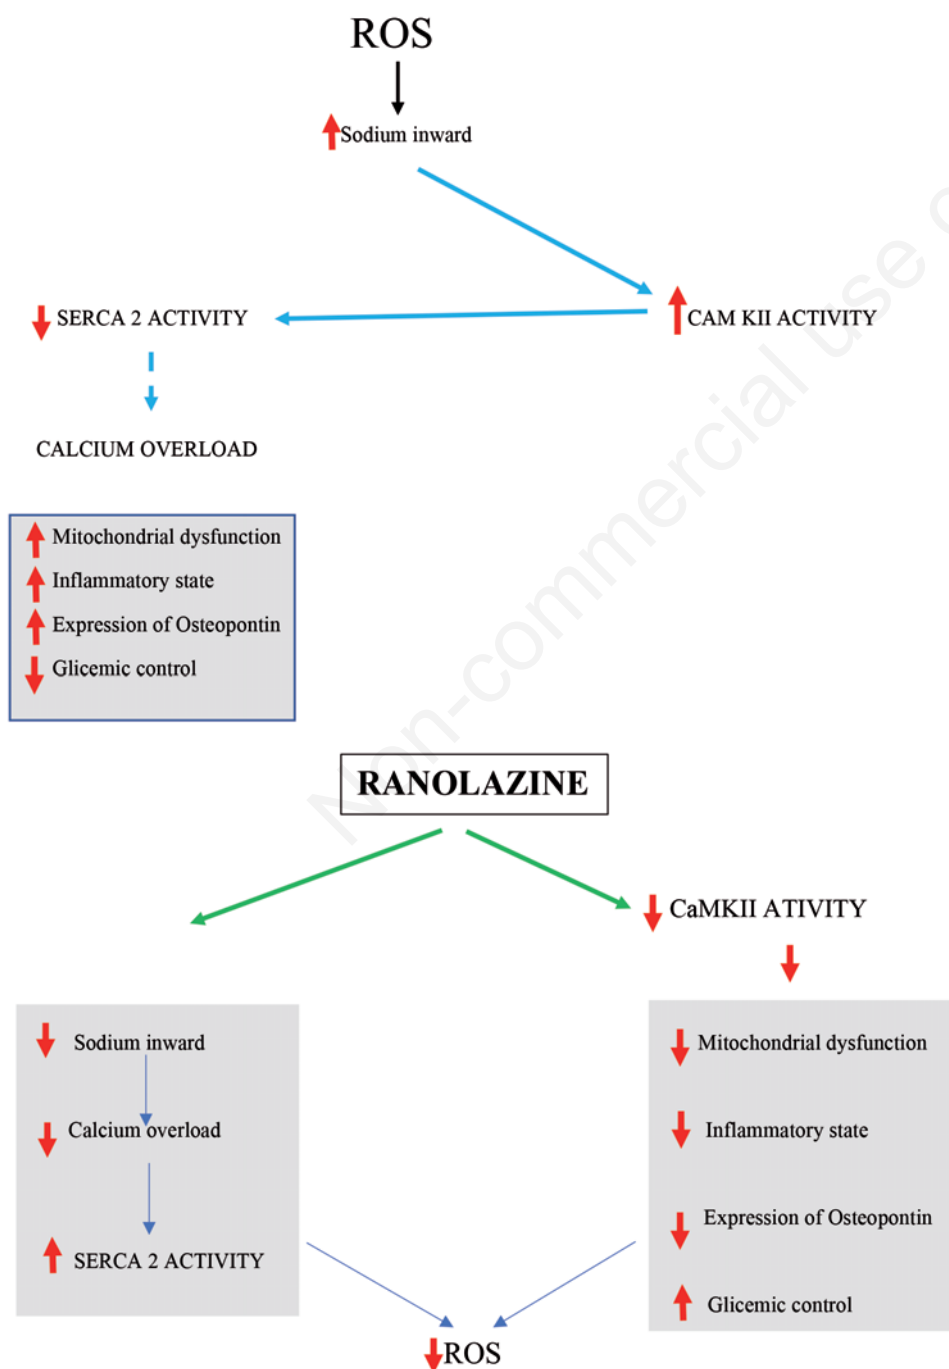 ROS
Sodium inward
SERCA 2 ACTIVITY
CAM KII ACTIVITY
CALCIUM OVERLOAD
Mitochondrial dysfunction
Inflammatory state
Expression of Osteopontin
Glicemic control
Non-commercial use o
RANOLAZINE
CaMKII ATIVITY
Sodium inward
Calcium overload
SERCA 2 ACTIVITY
Mitochondrial dysfunction
Inflammatory state
Expression of Osteopontin
Glicemic control
ROS